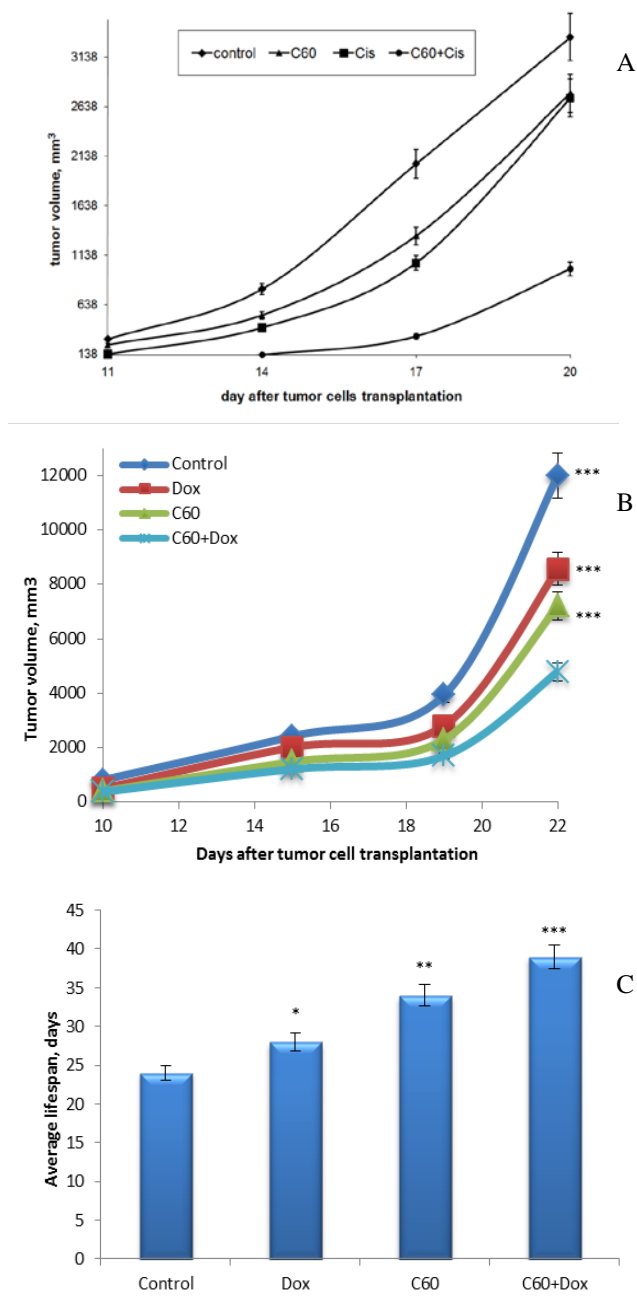 control C60 Cis C60+Cis
A
tumor volume, mm³
3138
2638
2138
1638
1138
638
138
11 14 17 20
day after tumor cells transplantation
B
Control
Dox
C60
C60+Dox
Tumor volume, mm3
12000
10000
8000
6000
4000
2000
0
***
***
***
10 12 14 16 18 20 22
Days after tumor cell transplantation
C
Average lifespan, days
45
40
35
30
25
20
15
10
5
0
*
**
***
Control Dox C60 C60+Dox